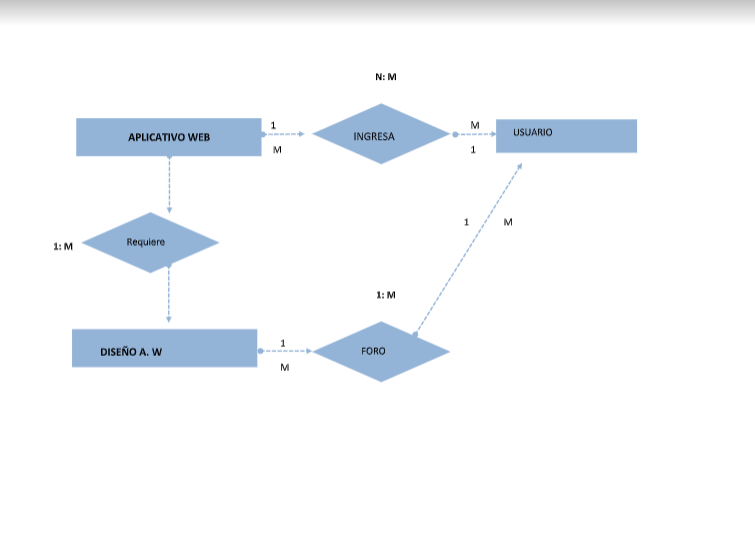 N: M
APLICATIVO WEB
1
M
INGRESA
M
1
USUARIO
1: M
Requiere
1
M
1: M
DISEÑO A. W
1
M
FORO